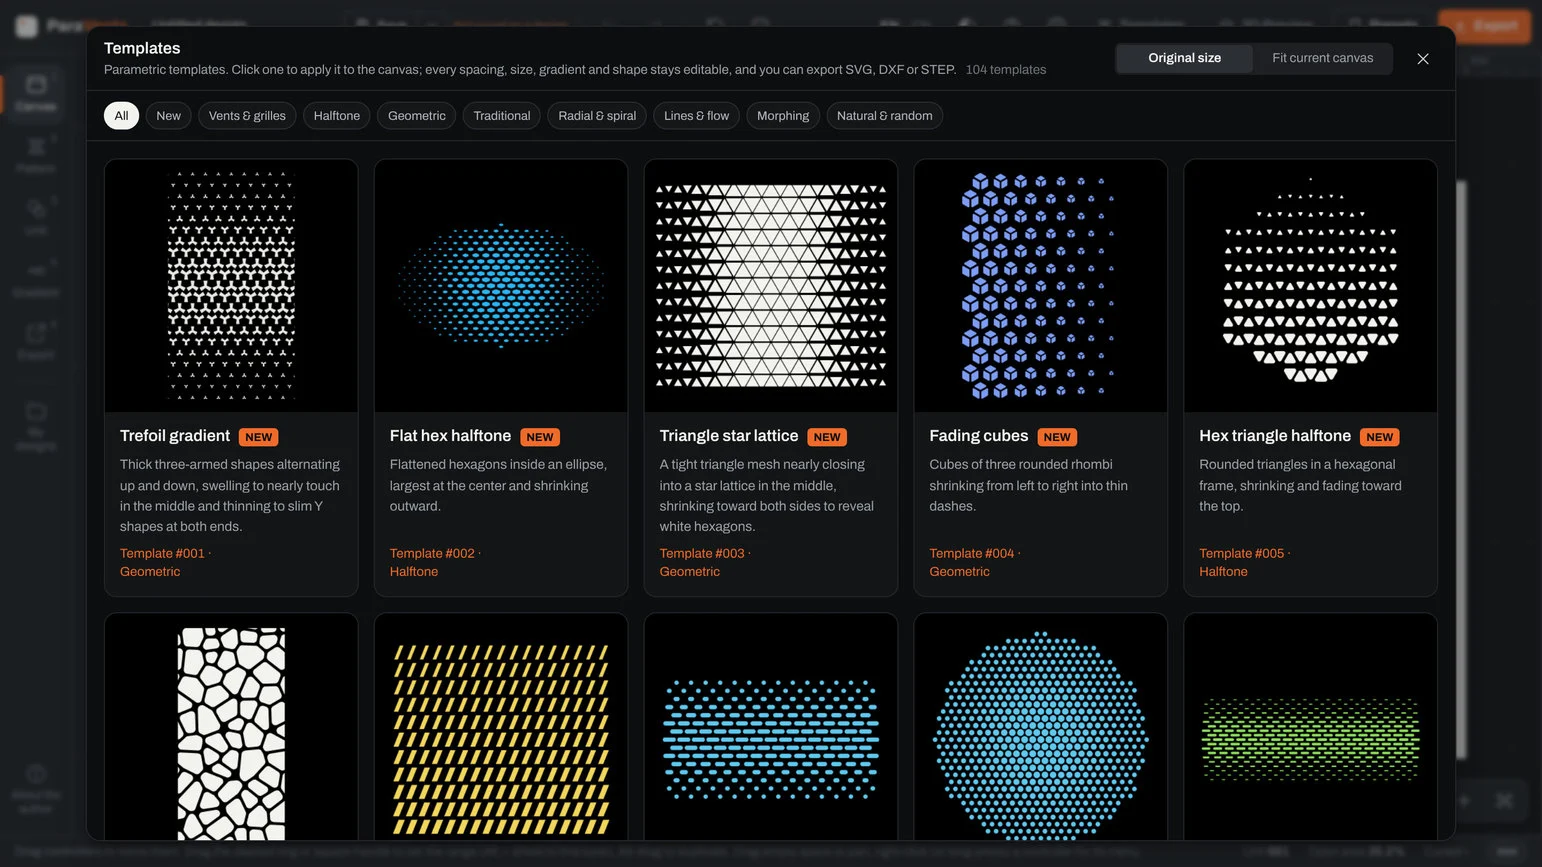 Templates
Parametric templates. Click one to apply it to the canvas; every spacing, size, gradient and shape stays editable, and you can export SVG, DXF or STEP. 104 templates
Original size
Fit current canvas
All
New
Vents & grilles
Halftone
Geometric
Traditional
Radial & spiral
Lines & flow
Morphing
Natural & random
Trefoil gradient NEW
Thick three-armed shapes alternating
up and down, swelling to nearly touch
in the middle and thinning to slim Y
shapes at both ends.
Template #001 ·
Geometric
Flat hex halftone NEW
Flattened hexagons inside an ellipse,
largest at the center and shrinking
outward.
Template #002 ·
Halftone
Triangle star lattice NEW
A tight triangle mesh nearly closing
into a star lattice in the middle,
shrinking toward both sides to reveal
white hexagons.
Template #003 ·
Geometric
Fading cubes NEW
Cubes of three rounded rhombi
shrinking from left to right into thin
dashes.
Template #004 ·
Geometric
Hex triangle halftone NEW
Rounded triangles in a hexagonal
frame, shrinking and fading toward
the top.
Template #005 ·
Halftone